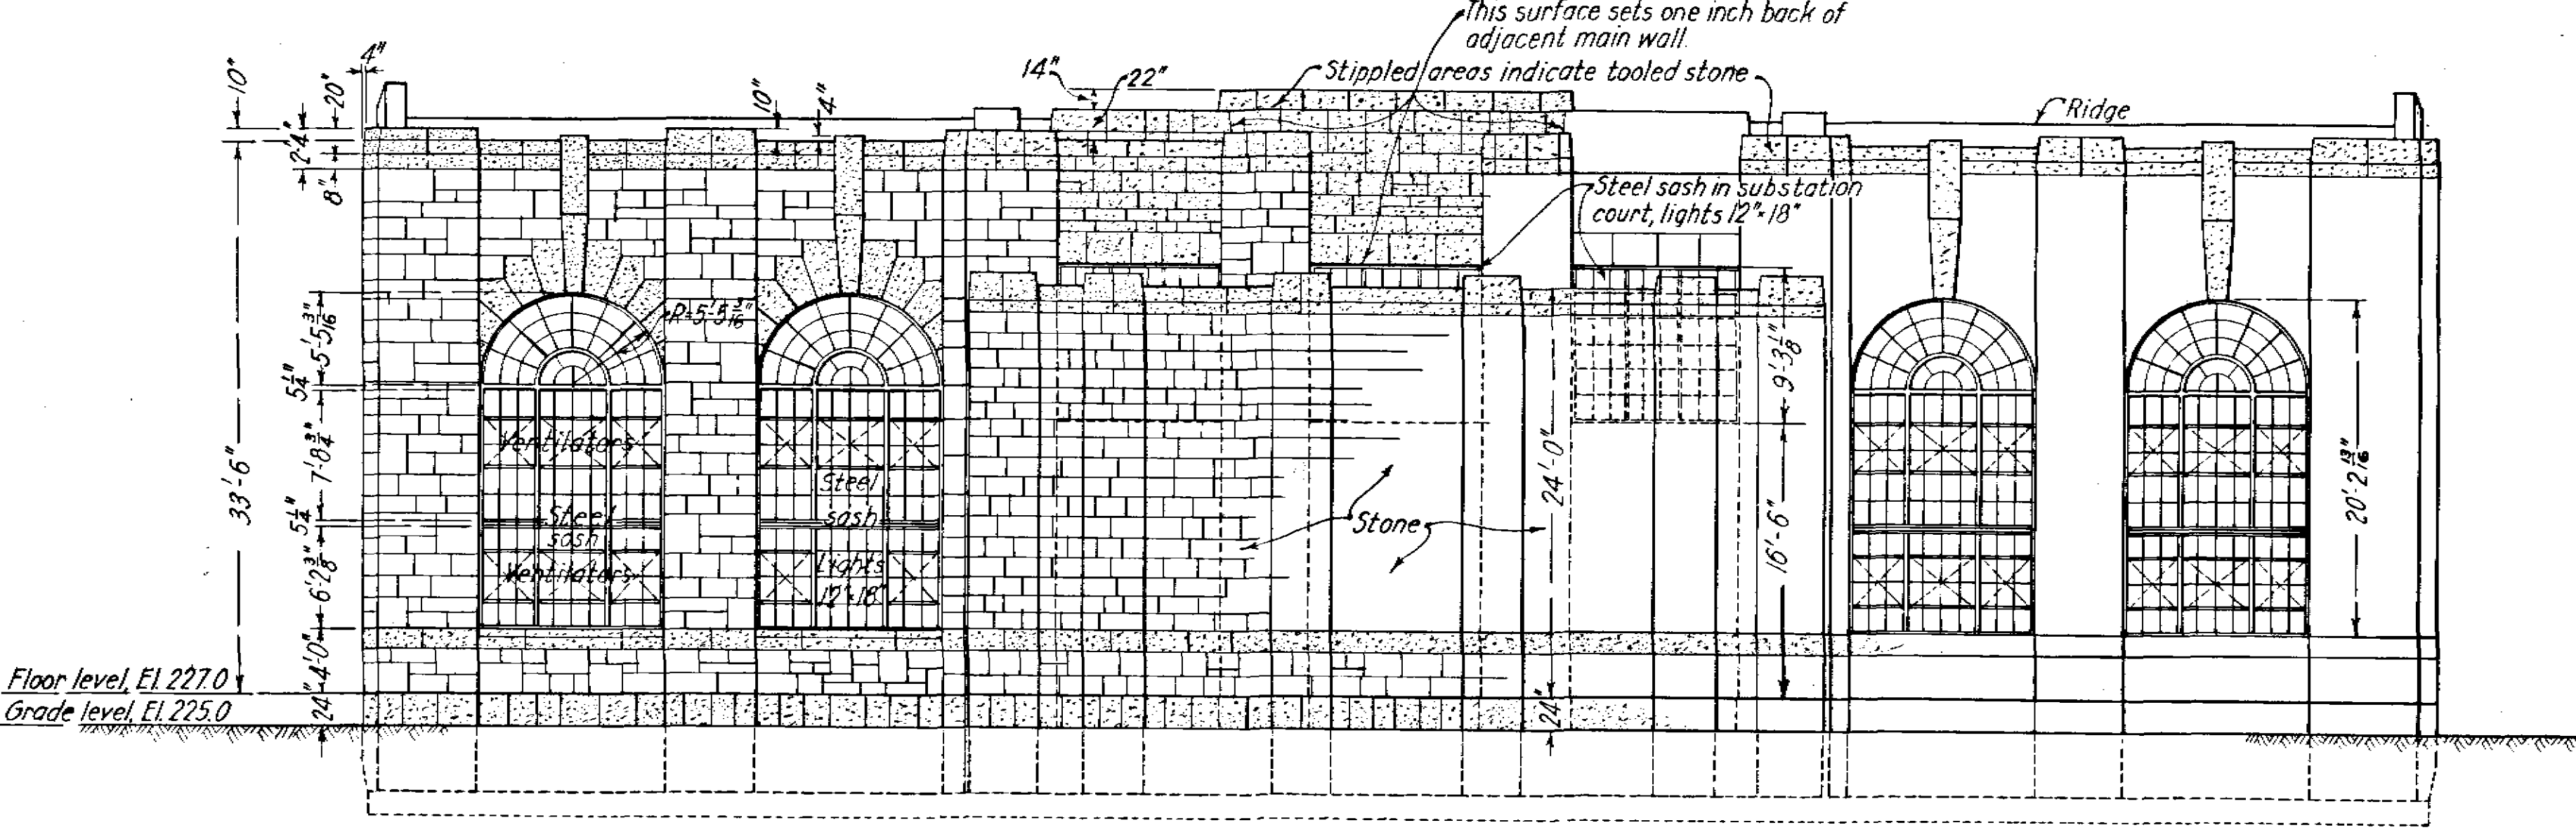 This surface sets one inch back of
adjacent main wall.
Stippled areas indicate tooled stone
Ridge
4"
10"
20"
2'-4"
8"
10"
4"
14"
22"
Steel sash in substation
court, lights 12"×18"
R=5'-5 3/16"
5'-5 3/16"
5 1/4"
7'-8 3/4"
5 1/4"
6'-2 3/8"
4'-0"
24"
33'-6"
Ventilators
Steel
sash
Ventilators
Steel
sash
Lights
12"×18"
Stone
24'-0"
24"
9'-3 1/8"
16'-6"
20'-2 13/16"
Floor level, El. 227.0
Grade level, El. 225.0